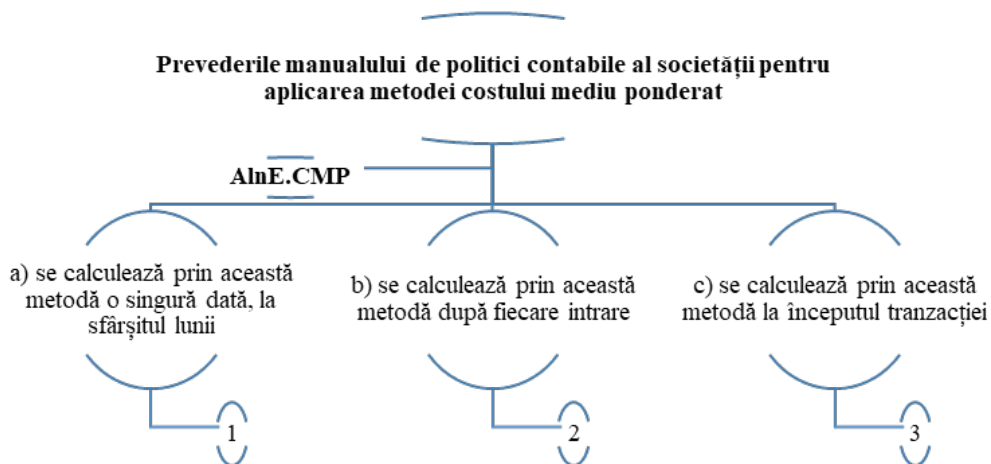 Prevederile manualului de politici contabile al societății pentru
aplicarea metodei costului mediu ponderat
AlnE.CMP
a) se calculează prin această
metodă o singură dată, la
sfârșitul lunii
b) se calculează prin această
metodă după fiecare intrare
c) se calculează prin această
metodă la începutul tranzacției
1
2
3